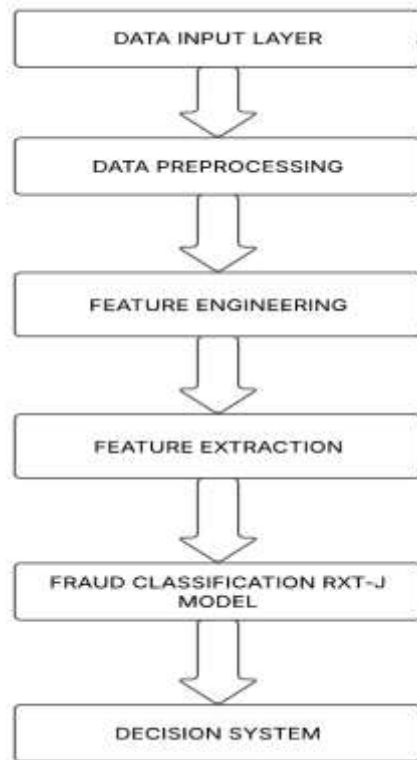 DATA INPUT LAYER
DATA PREPROCESSING
FEATURE ENGINEERING
FEATURE EXTRACTION
FRAUD CLASSIFICATION RXT-J
MODEL
DECISION SYSTEM